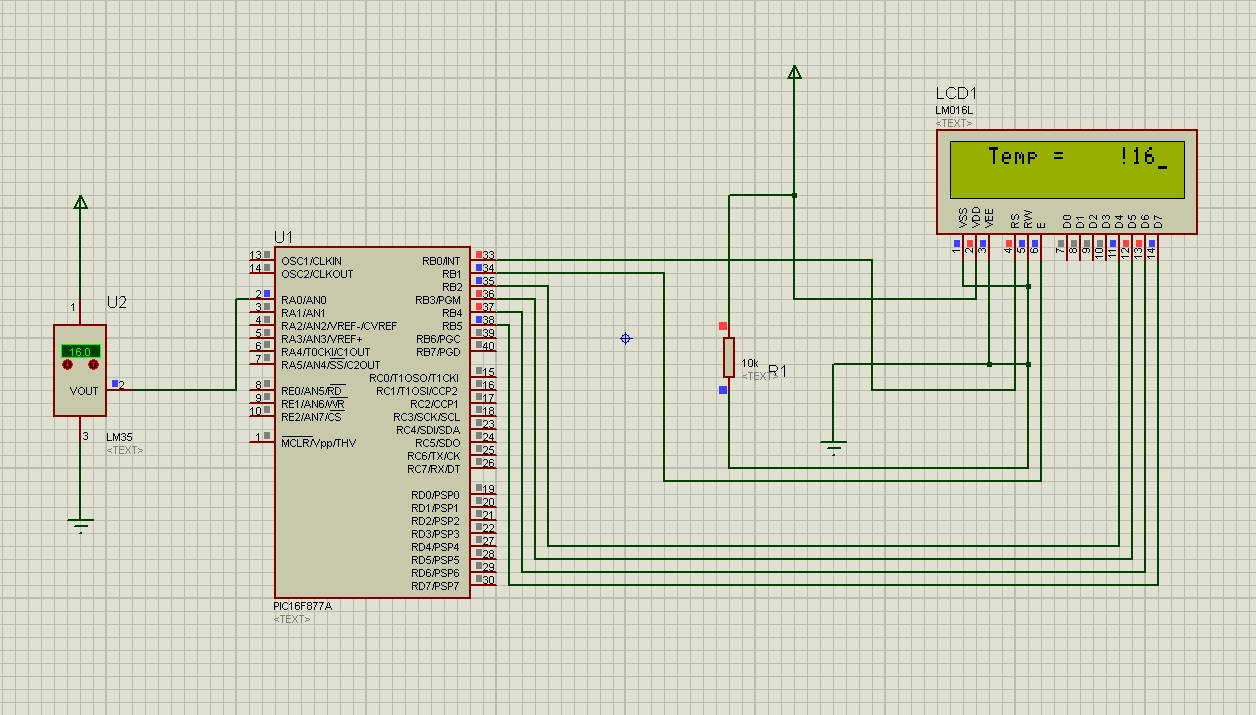 LCD1
LM016L
<TEXT>
Temp = !16_
VSS VDD VEE RS RW E D0 D1 D2 D3 D4 D5 D6 D7
1 2 3 4 5 6 7 8 9 10 11 12 13 14
U1
13 OSC1/CLKIN RB0/INT 33
14 OSC2/CLKOUT RB1 34
RB2 35
2 RA0/AN0 RB3/PGM 36
3 RA1/AN1 RB4 37
4 RA2/AN2/VREF-/CVREF RB5 38
5 RA3/AN3/VREF+ RB6/PGC 39
6 RA4/T0CKI/C1OUT RB7/PGD 40
7 RA5/AN4/SS/C2OUT
RC0/T1OSO/T1CKI 15
8 RE0/AN5/RD RC1/T1OSI/CCP2 16
9 RE1/AN6/WR RC2/CCP1 17
10 RE2/AN7/CS RC3/SCK/SCL 18
RC4/SDI/SDA 23
1 MCLR/Vpp/THV RC5/SDO 24
RC6/TX/CK 25
RC7/RX/DT 26
RD0/PSP0 19
RD1/PSP1 20
RD2/PSP2 21
RD3/PSP3 22
RD4/PSP4 27
RD5/PSP5 28
RD6/PSP6 29
RD7/PSP7 30
PIC16F877A
<TEXT>
1
U2
16.0
VOUT 2
3
LM35
<TEXT>
10k R1
<TEXT>